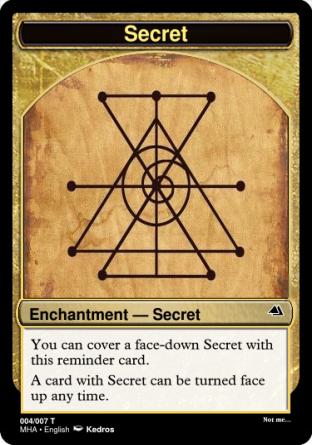 Secret
Enchantment — Secret
You can cover a face-down Secret with
this reminder card.
A card with Secret can be turned face
up any time.
004/007 T
Not me...
MHA • English Kedros